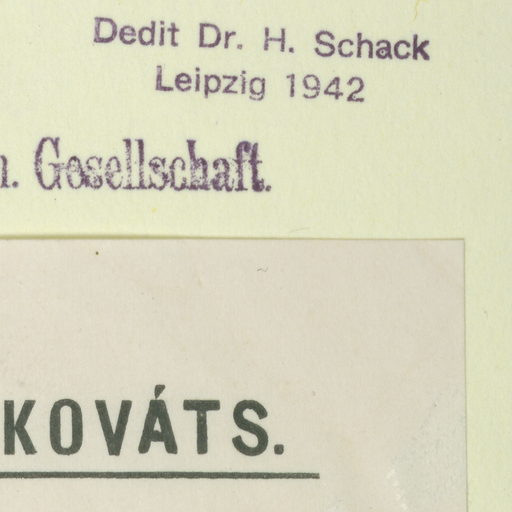 Dedit Dr. H. Schack
Leipzig 1942
Gesellschaft.
KOVÁTS.